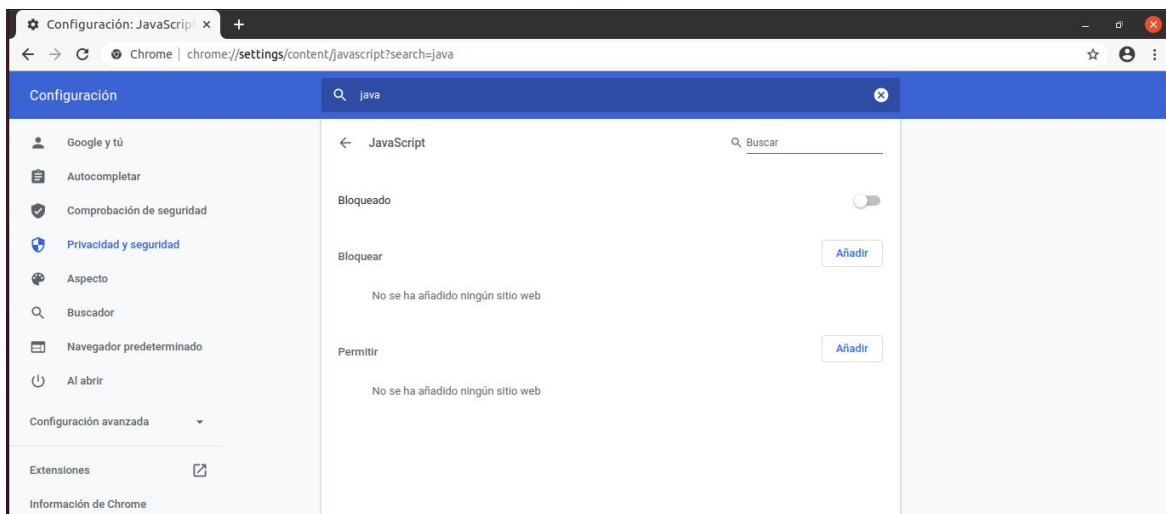 Configuración: JavaScrip
Chrome | chrome://settings/content/javascript?search=java
Configuración
java
Google y tú
Autocompletar
Comprobación de seguridad
Privacidad y seguridad
Aspecto
Buscador
Navegador predeterminado
Al abrir
Configuración avanzada
Extensiones
Información de Chrome
JavaScript
Buscar
Bloqueado
Bloquear
Añadir
No se ha añadido ningún sitio web
Permitir
Añadir
No se ha añadido ningún sitio web